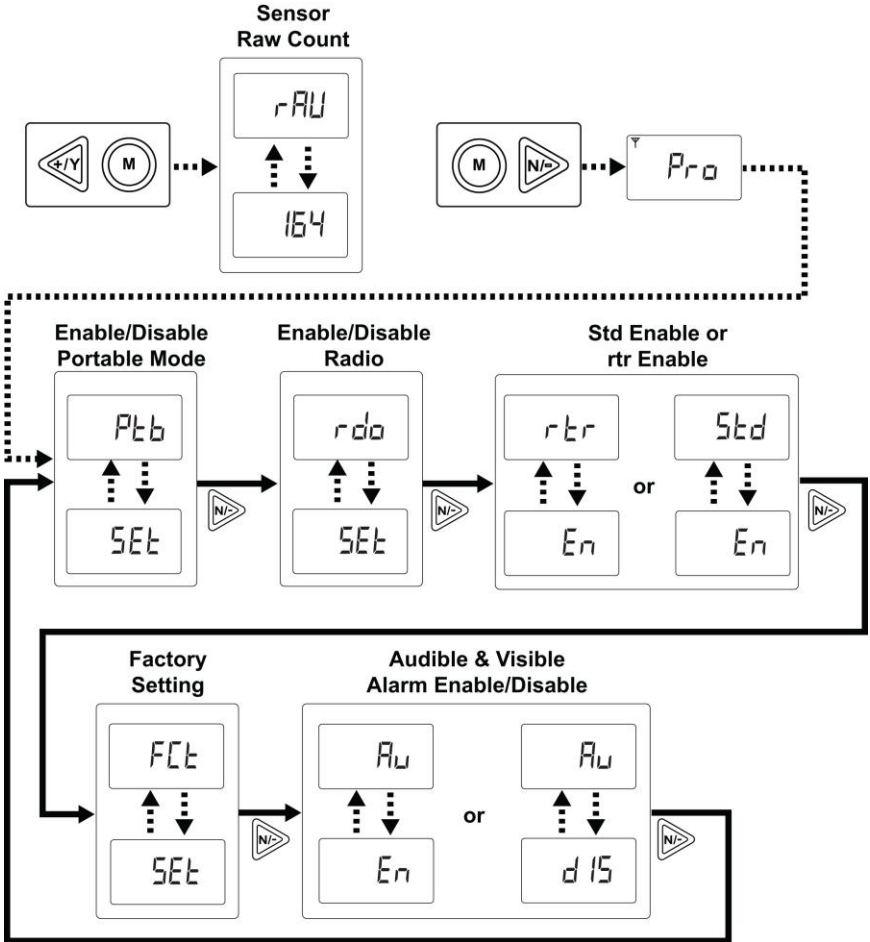 Sensor
Raw Count
rAU
+/Y M
164
M N/-
Pro
Enable/Disable
Portable Mode
Ptb
SEt
N/-
Enable/Disable
Radio
rdo
SEt
N/-
Std Enable or
rtr Enable
rtr
En
or
Std
En
N/-
Factory
Setting
FCt
SEt
N/-
Audible & Visible
Alarm Enable/Disable
Au
En
or
Au
dIS
N/-